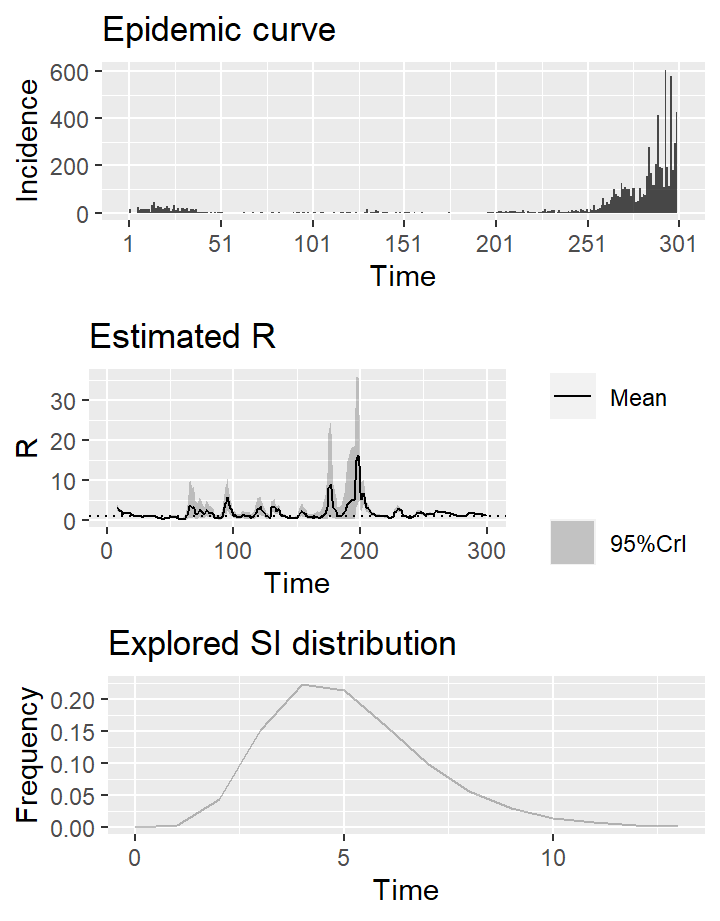 Epidemic curve
Incidence
600
400
200
0
1 51 101 151 201 251 301
Time
Estimated R
R
30
20
10
0
0 100 200 300
Time
Mean
95%CrI
Explored SI distribution
Frequency
0.20
0.15
0.10
0.05
0.00
0 5 10
Time